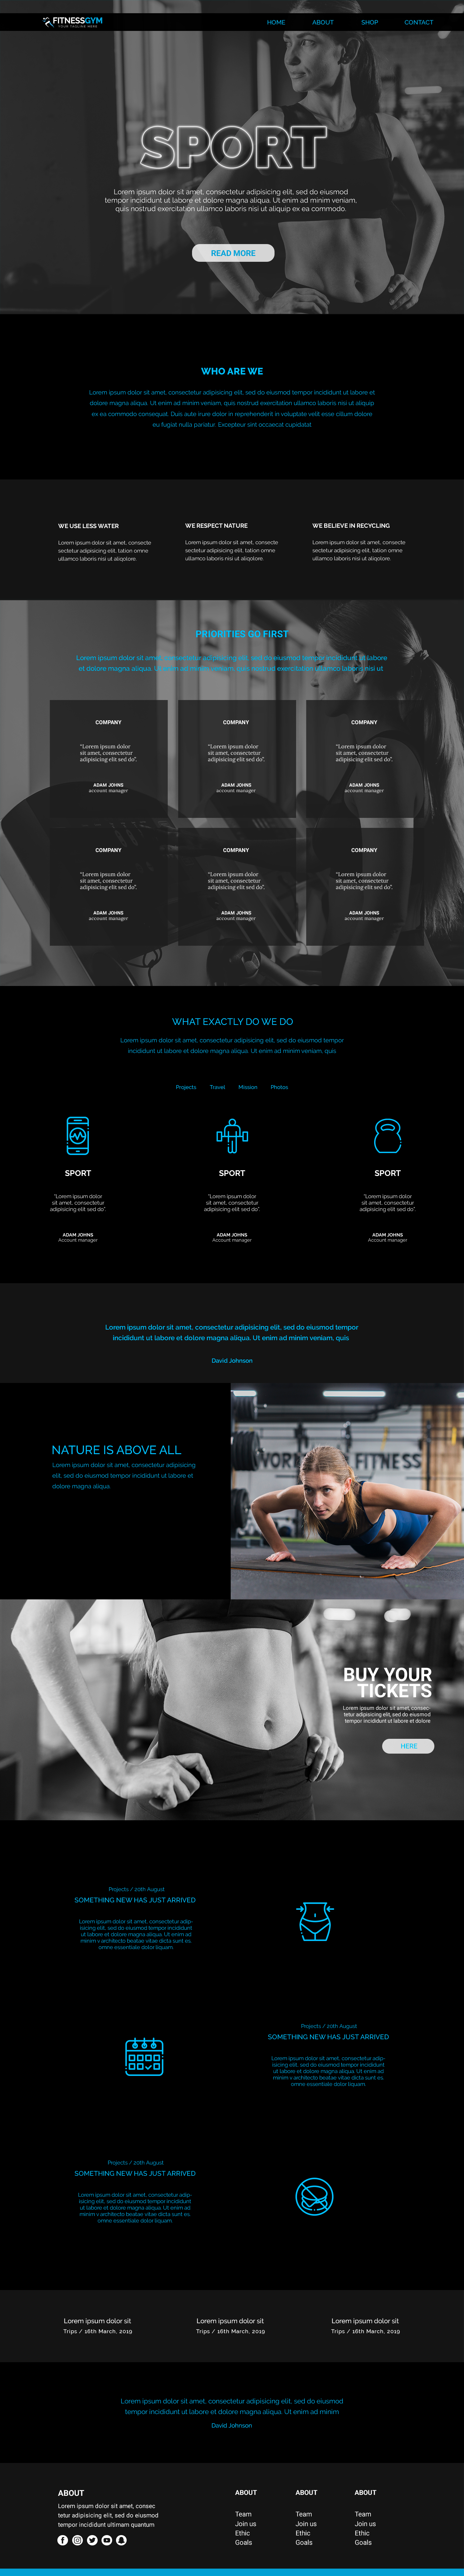 FITNESSGYM
YOUR TAGLINE HERE
HOME ABOUT SHOP CONTACT
SPORT
Lorem ipsum dolor sit amet, consectetur adipisicing elit, sed do eiusmod
tempor incididunt ut labore et dolore magna aliqua. Ut enim ad minim veniam,
quis nostrud exercitation ullamco laboris nisi ut aliquip ex ea commodo.
READ MORE
WHO ARE WE
Lorem ipsum dolor sit amet, consectetur adipisicing elit, sed do eiusmod tempor incididunt ut labore et
dolore magna aliqua. Ut enim ad minim veniam, quis nostrud exercitation ullamco laboris nisi ut aliquip
ex ea commodo consequat. Duis aute irure dolor in reprehenderit in voluptate velit esse cillum dolore
eu fugiat nulla pariatur. Excepteur sint occaecat cupidatat
WE USE LESS WATER
Lorem ipsum dolor sit amet, consecte
sectetur adipisicing elit, tation ornne
ullamco laboris nisi ut aliqolore.
WE RESPECT NATURE
Lorem ipsum dolor sit amet, consecte
sectetur adipisicing elit, tation ornne
ullamco laboris nisi ut aliqolore.
WE BELIEVE IN RECYCLING
Lorem ipsum dolor sit amet, consecte
sectetur adipisicing elit, tation ornne
ullamco laboris nisi ut aliqolore.
PRIORITIES GO FIRST
Lorem ipsum dolor sit amet, consectetur adipisicing elit, sed do eiusmod tempor incididunt ut labore
et dolore magna aliqua. Ut enim ad minim veniam, quis nostrud exercitation ullamco laboris nisi ut
COMPANY
"Lorem ipsum dolor
sit amet, consectetur
adipisicing elit sed do".
ADAM JOHNS
account manager
COMPANY
"Lorem ipsum dolor
sit amet, consectetur
adipisicing elit sed do".
ADAM JOHNS
account manager
COMPANY
"Lorem ipsum dolor
sit amet, consectetur
adipisicing elit sed do".
ADAM JOHNS
account manager
COMPANY
"Lorem ipsum dolor
sit amet, consectetur
adipisicing elit sed do".
ADAM JOHNS
account manager
COMPANY
"Lorem ipsum dolor
sit amet, consectetur
adipisicing elit sed do".
ADAM JOHNS
account manager
COMPANY
"Lorem ipsum dolor
sit amet, consectetur
adipisicing elit sed do".
ADAM JOHNS
account manager
WHAT EXACTLY DO WE DO
Lorem ipsum dolor sit amet, consectetur adipisicing elit, sed do eiusmod tempor
incididunt ut labore et dolore magna aliqua. Ut enim ad minim veniam, quis
Projects Travel Mission Photos
SPORT
"Lorem ipsum dolor
sit amet, consectetur
adipisicing elit sed do".
ADAM JOHNS
Account manager
SPORT
"Lorem ipsum dolor
sit amet, consectetur
adipisicing elit sed do".
ADAM JOHNS
Account manager
SPORT
"Lorem ipsum dolor
sit amet, consectetur
adipisicing elit sed do".
ADAM JOHNS
Account manager
Lorem ipsum dolor sit amet, consectetur adipisicing elit, sed do eiusmod tempor
incididunt ut labore et dolore magna aliqua. Ut enim ad minim veniam, quis
David Johnson
NATURE IS ABOVE ALL
Lorem ipsum dolor sit amet, consectetur adipisicing
elit, sed do eiusmod tempor incididunt ut labore et
dolore magna aliqua
FITNESS
BUY YOUR
TICKETS
Lorem ipsum dolor sit amet, consec-
tetur adipisicing elit, sed do eiusmod
tempor incididunt ut labore et dolore
HERE
Projects / 20th August
SOMETHING NEW HAS JUST ARRIVED
Lorem ipsum dolor sit amet, consectetur adip-
isicing elit, sed do eiusmod tempor incididunt
ut labore et dolore magna aliqua. Ut enim ad
minim v architecto beatae vitae dicta sunt es,
omne essentiale dolor liquam .
Projects / 20th August
SOMETHING NEW HAS JUST ARRIVED
Lorem ipsum dolor sit amet, consectetur adip-
isicing elit, sed do eiusmod tempor incididunt
ut labore et dolore magna aliqua. Ut enim ad
minim v architecto beatae vitae dicta sunt es,
omne essentiale dolor liquam .
Projects / 20th August
SOMETHING NEW HAS JUST ARRIVED
Lorem ipsum dolor sit amet, consectetur adip-
isicing elit, sed do eiusmod tempor incididunt
ut labore et dolore magna aliqua. Ut enim ad
minim v architecto beatae vitae dicta sunt es,
omne essentiale dolor liquam .
Lorem ipsum dolor sit
Trips / 16th March, 2019
Lorem ipsum dolor sit
Trips / 16th March, 2019
Lorem ipsum dolor sit
Trips / 16th March, 2019
Lorem ipsum dolor sit amet, consectetur adipisicing elit, sed do eiusmod
tempor incididunt ut labore et dolore magna aliqua. Ut enim ad minim
David Johnson
ABOUT
Lorem ipsum dolor sit amet, consec
tetur adipisicing elit, sed do eiusmod
tempor incididunt ultimam quantum
ABOUT
Team
Join us
Ethic
Goals
ABOUT
Team
Join us
Ethic
Goals
ABOUT
Team
Join us
Ethic
Goals